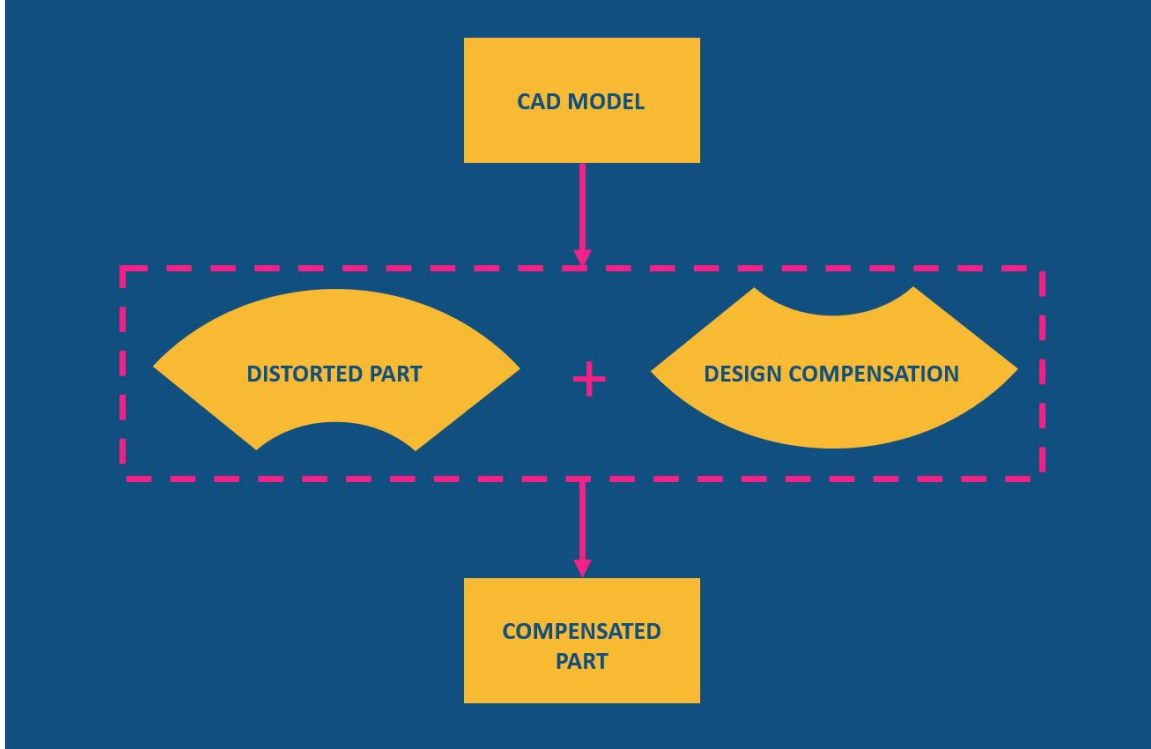 CAD MODEL
DISTORTED PART
+
DESIGN COMPENSATION
COMPENSATED
PART